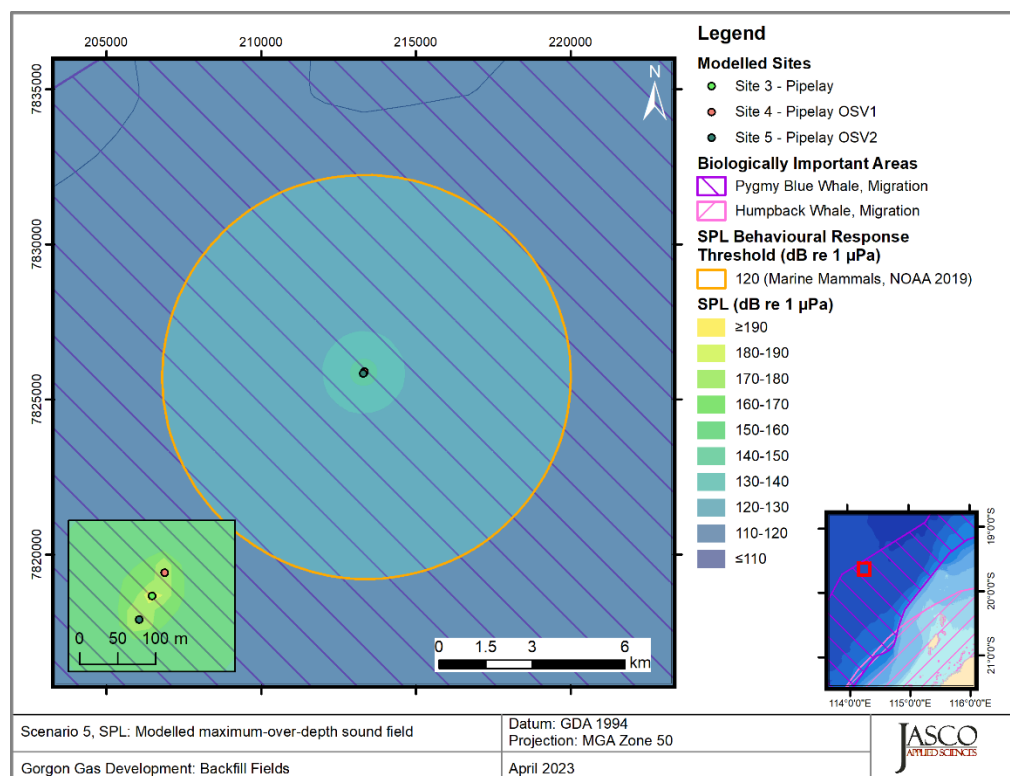 205000 210000 215000 220000
7835000
7830000
7825000
7820000
N
0 50 100 m
0 1.5 3 6
km
Legend
Modelled Sites
Site 3 - Pipelay
Site 4 - Pipelay OSV1
Site 5 - Pipelay OSV2
Biologically Important Areas
Pygmy Blue Whale, Migration
Humpback Whale, Migration
SPL Behavioural Response
Threshold (dB re 1 µPa)
120 (Marine Mammals, NOAA 2019)
SPL (dB re 1 µPa)
≥190
180-190
170-180
160-170
150-160
140-150
130-140
120-130
110-120
≤110
19°0'0"S
20°0'0"S
21°0'0"S
114°0'0"E 115°0'0"E 116°0'0"E
Scenario 5, SPL: Modelled maximum-over-depth sound field
Gorgon Gas Development: Backfill Fields
Datum: GDA 1994
Projection: MGA Zone 50
April 2023
JASCO
APPLIED SCIENCES